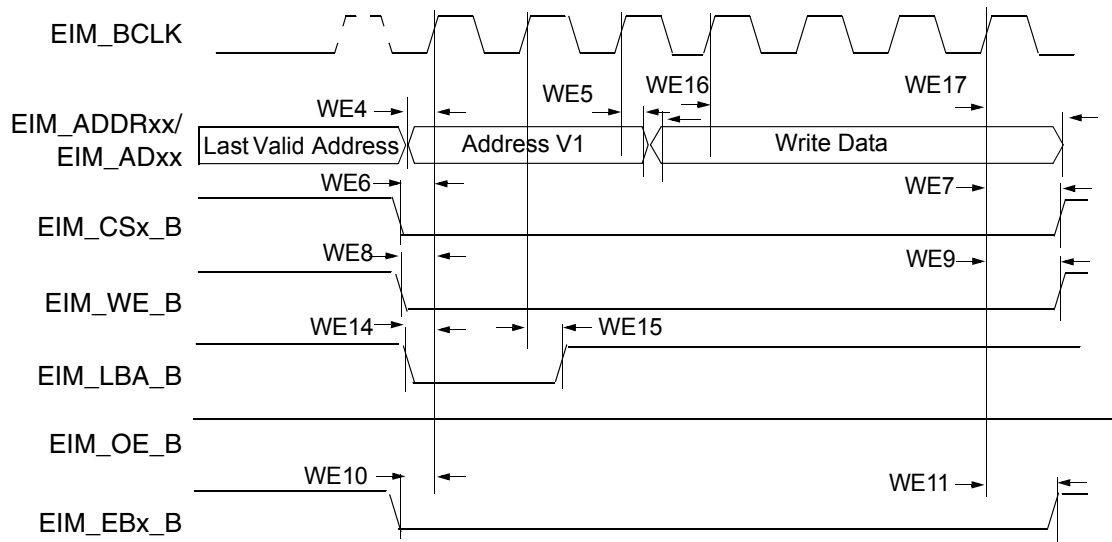 EIM_BCLK
WE4
WE5
WE16
WE17
EIM_ADDRxx/
EIM_ADxx
Last Valid Address
Address V1
Write Data
WE6
WE7
EIM_CSx_B
WE8
WE9
EIM_WE_B
WE14
WE15
EIM_LBA_B
EIM_OE_B
WE10
WE11
EIM_EBx_B